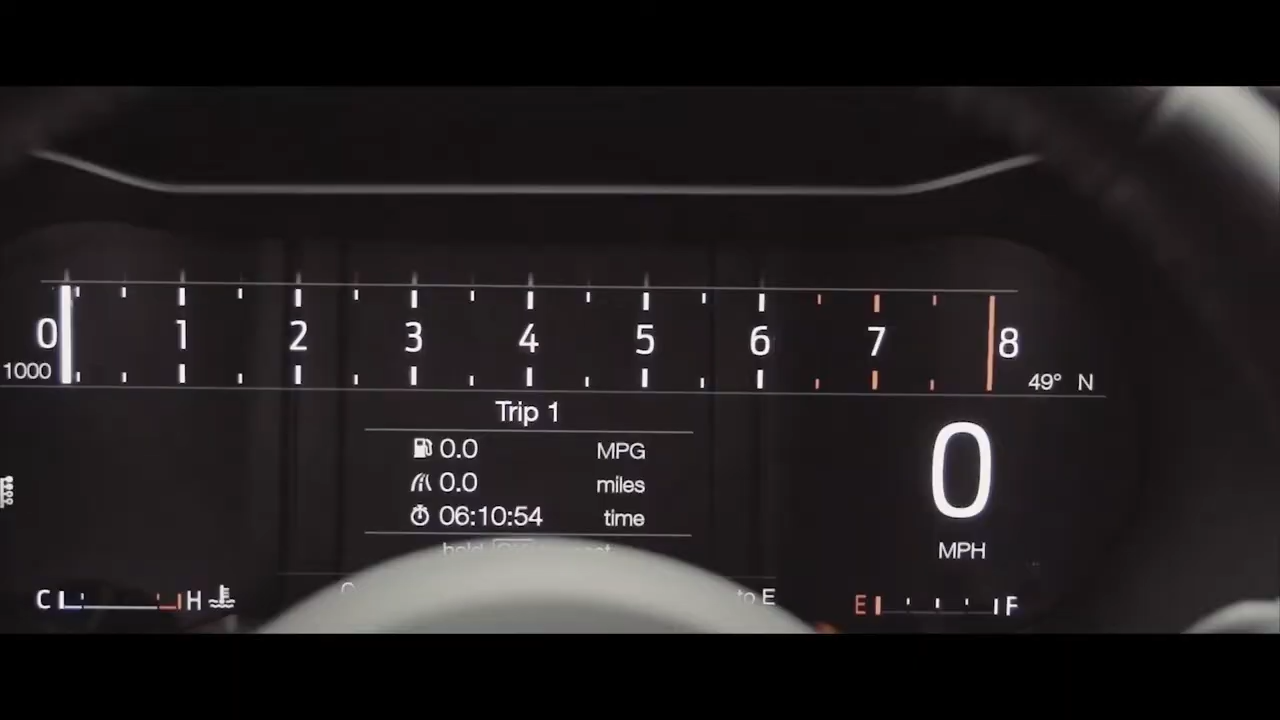 0 1 2 3 4 5 6 7 8
1000
49° N
Trip 1
0.0 MPG
0.0 miles
06:10:54 time
0
MPH
to E
C H
E F